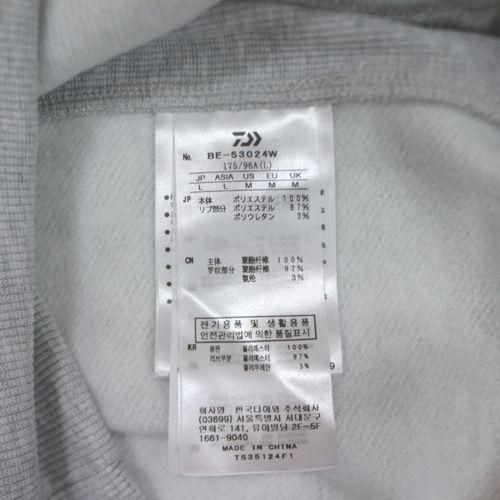 No. BE-53024W
175/96A(L)
JP ASIA US EU UK
L L M M M
JP 本体 ポリエステル 100%
リブ部分 ポリエステル 97%
ポリウレタン 3%
CN 主体 聚酯纤维 100%
罗纹部分 聚酯纤维 97%
氨纶 3%
전기용품 및 생활용품
안전관리법에 의한 품질표시
KR 몸판 폴리에스터 100%
리브부분 폴리에스터 97%
폴리우레탄 3%
회사명 한국다이와 주식회사
(03699) 서울특별시 서대문구
연희로 141, 유아빌딩 2F-5F
1661-9040
MADE IN CHINA
T535124F1
9